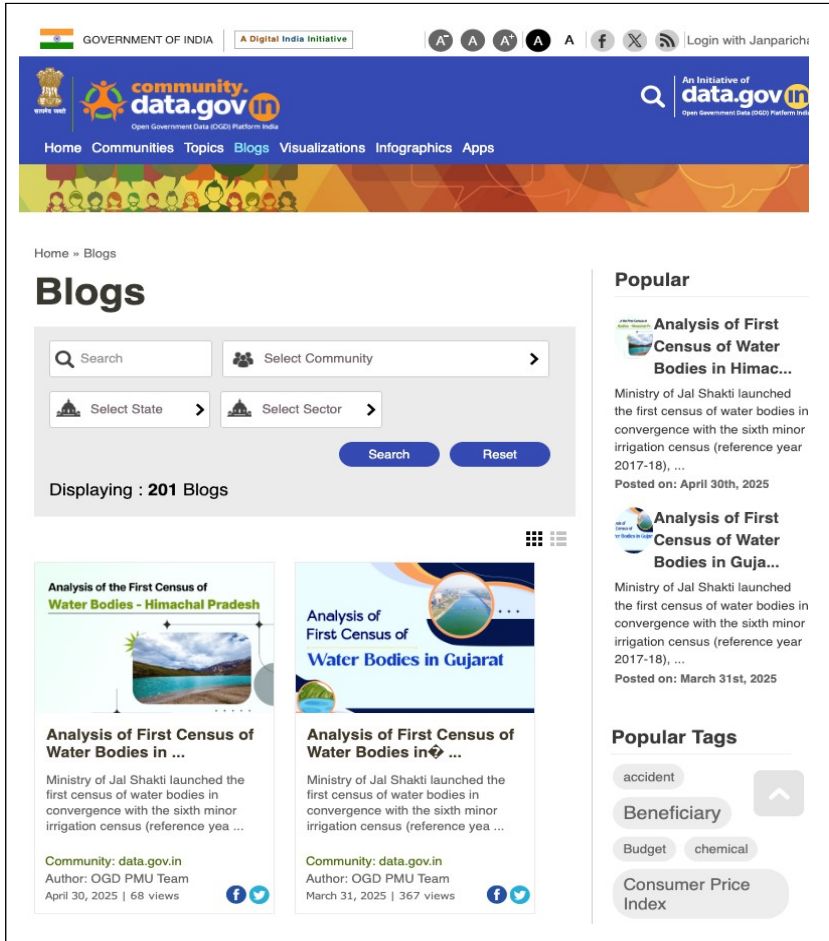 GOVERNMENT OF INDIA
A Digital India Initiative
A- A A+ A A
Login with Janparicha
सत्यमेव जयते
community.
data.gov in
Open Government Data (OGD) Platform India
An Initiative of
data.gov in
Open Government Data (OGD) Platform India
Home Communities Topics Blogs Visualizations Infographics Apps
Home » Blogs
Blogs
Search
Select Community
Select State
Select Sector
Search Reset
Displaying : 201 Blogs
Analysis of the First Census of
Water Bodies - Himachal Pradesh
Analysis of First Census of
Water Bodies in ...
Ministry of Jal Shakti launched the
first census of water bodies in
convergence with the sixth minor
irrigation census (reference yea ...
Community: data.gov.in
Author: OGD PMU Team
April 30, 2025 | 68 views
Analysis of
First Census of
Water Bodies in Gujarat
Analysis of First Census of
Water Bodies in� ...
Ministry of Jal Shakti launched the
first census of water bodies in
convergence with the sixth minor
irrigation census (reference yea ...
Community: data.gov.in
Author: OGD PMU Team
March 31, 2025 | 367 views
Popular
Analysis of First
Census of Water
Bodies in Himac...
Ministry of Jal Shakti launched
the first census of water bodies in
convergence with the sixth minor
irrigation census (reference year
2017-18), ...
Posted on: April 30th, 2025
Analysis of First
Census of Water
Bodies in Guja...
Ministry of Jal Shakti launched
the first census of water bodies in
convergence with the sixth minor
irrigation census (reference year
2017-18), ...
Posted on: March 31st, 2025
Popular Tags
accident
Beneficiary
Budget chemical
Consumer Price
Index